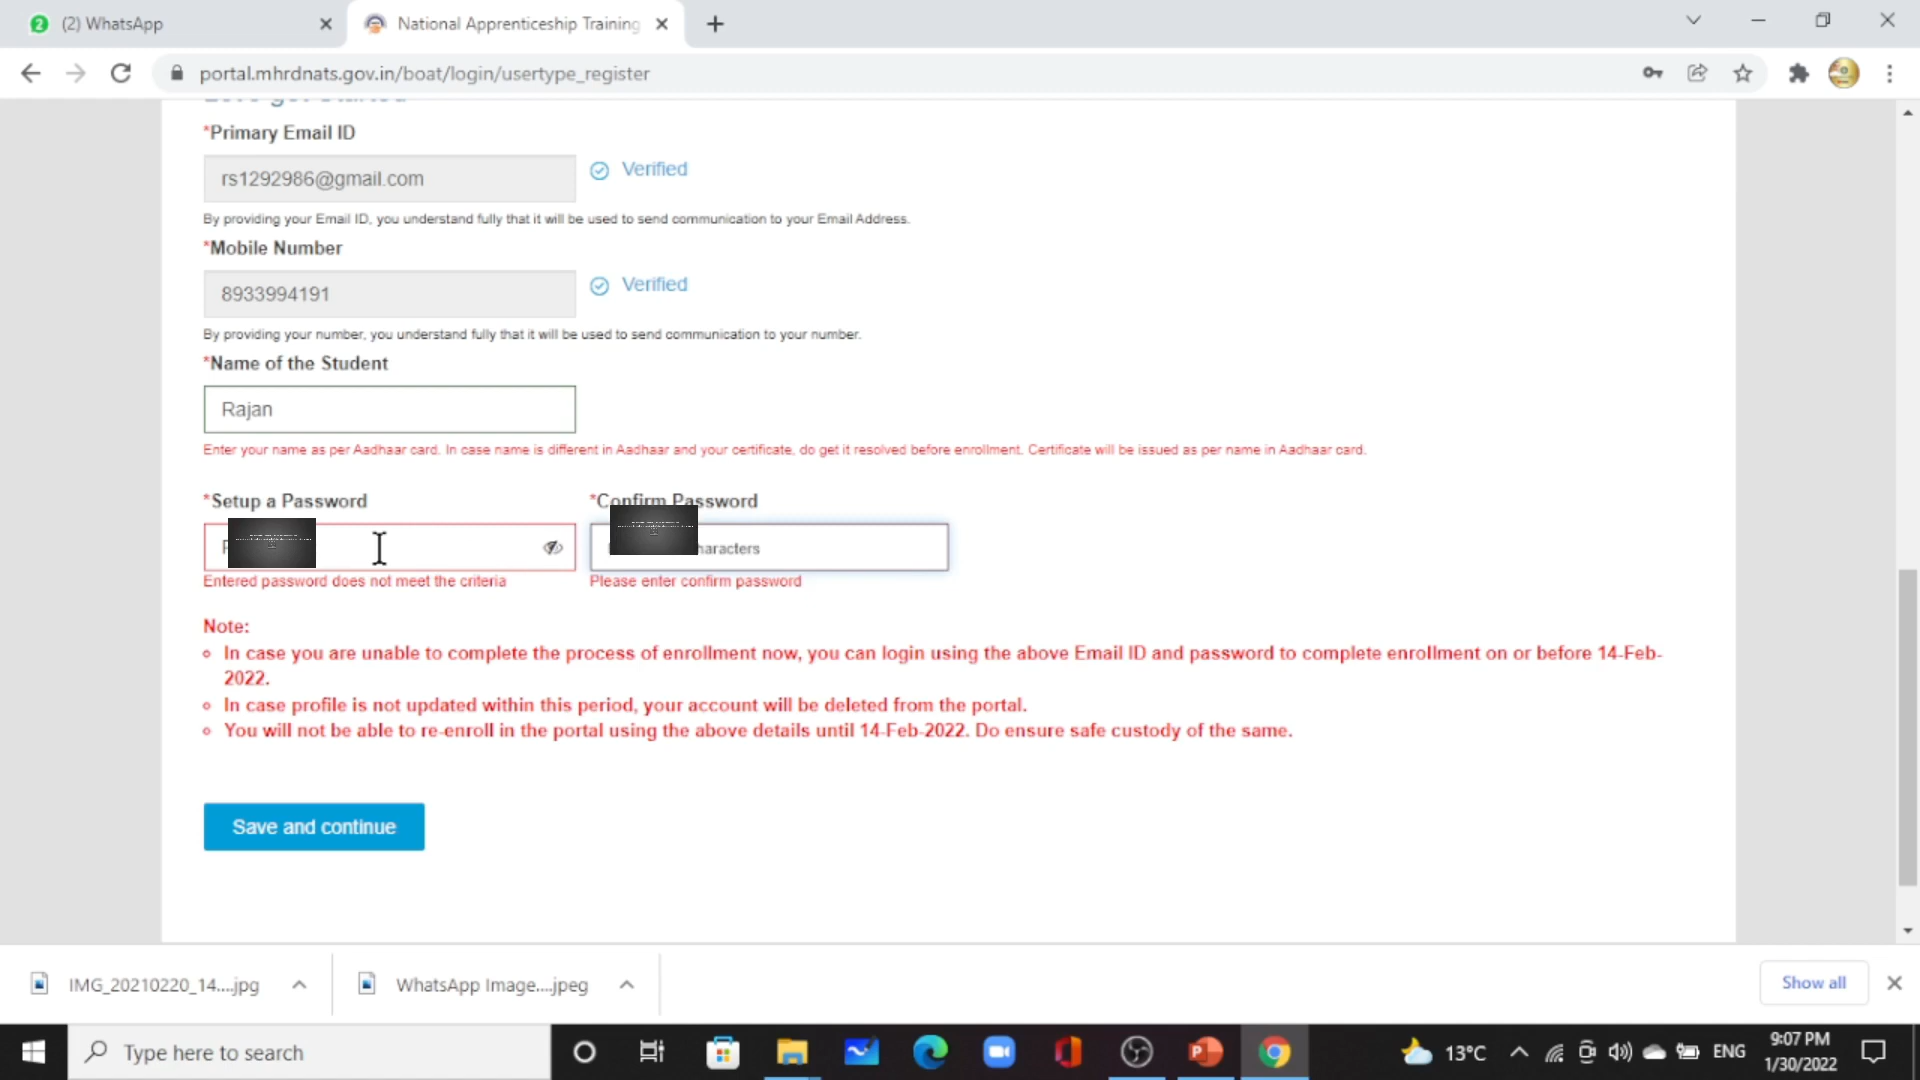 2 (2) WhatsApp
National Apprenticeship Training
portal.mhrdnats.gov.in/boat/login/usertype_register
*Primary Email ID
rs1292986@gmail.com
Verified
By providing your Email ID, you understand fully that it will be used to send communication to your Email Address.
*Mobile Number
8933994191
Verified
By providing your number, you understand fully that it will be used to send communication to your number.
*Name of the Student
Rajan
Enter your name as per Aadhaar card. In case name is different in Aadhaar and your certificate, do get it resolved before enrollment. Certificate will be issued as per name in Aadhaar card.
*Setup a Password
*Confirm Password
haracters
Entered password does not meet the criteria
Please enter confirm password
Note:
In case you are unable to complete the process of enrollment now, you can login using the above Email ID and password to complete enrollment on or before 14-Feb-
2022.
In case profile is not updated within this period, your account will be deleted from the portal.
You will not be able to re-enroll in the portal using the above details until 14-Feb-2022. Do ensure safe custody of the same.
Save and continue
IMG_20210220_14....jpg
WhatsApp Image....jpeg
Show all
Type here to search
13°C
ENG
9:07 PM
1/30/2022